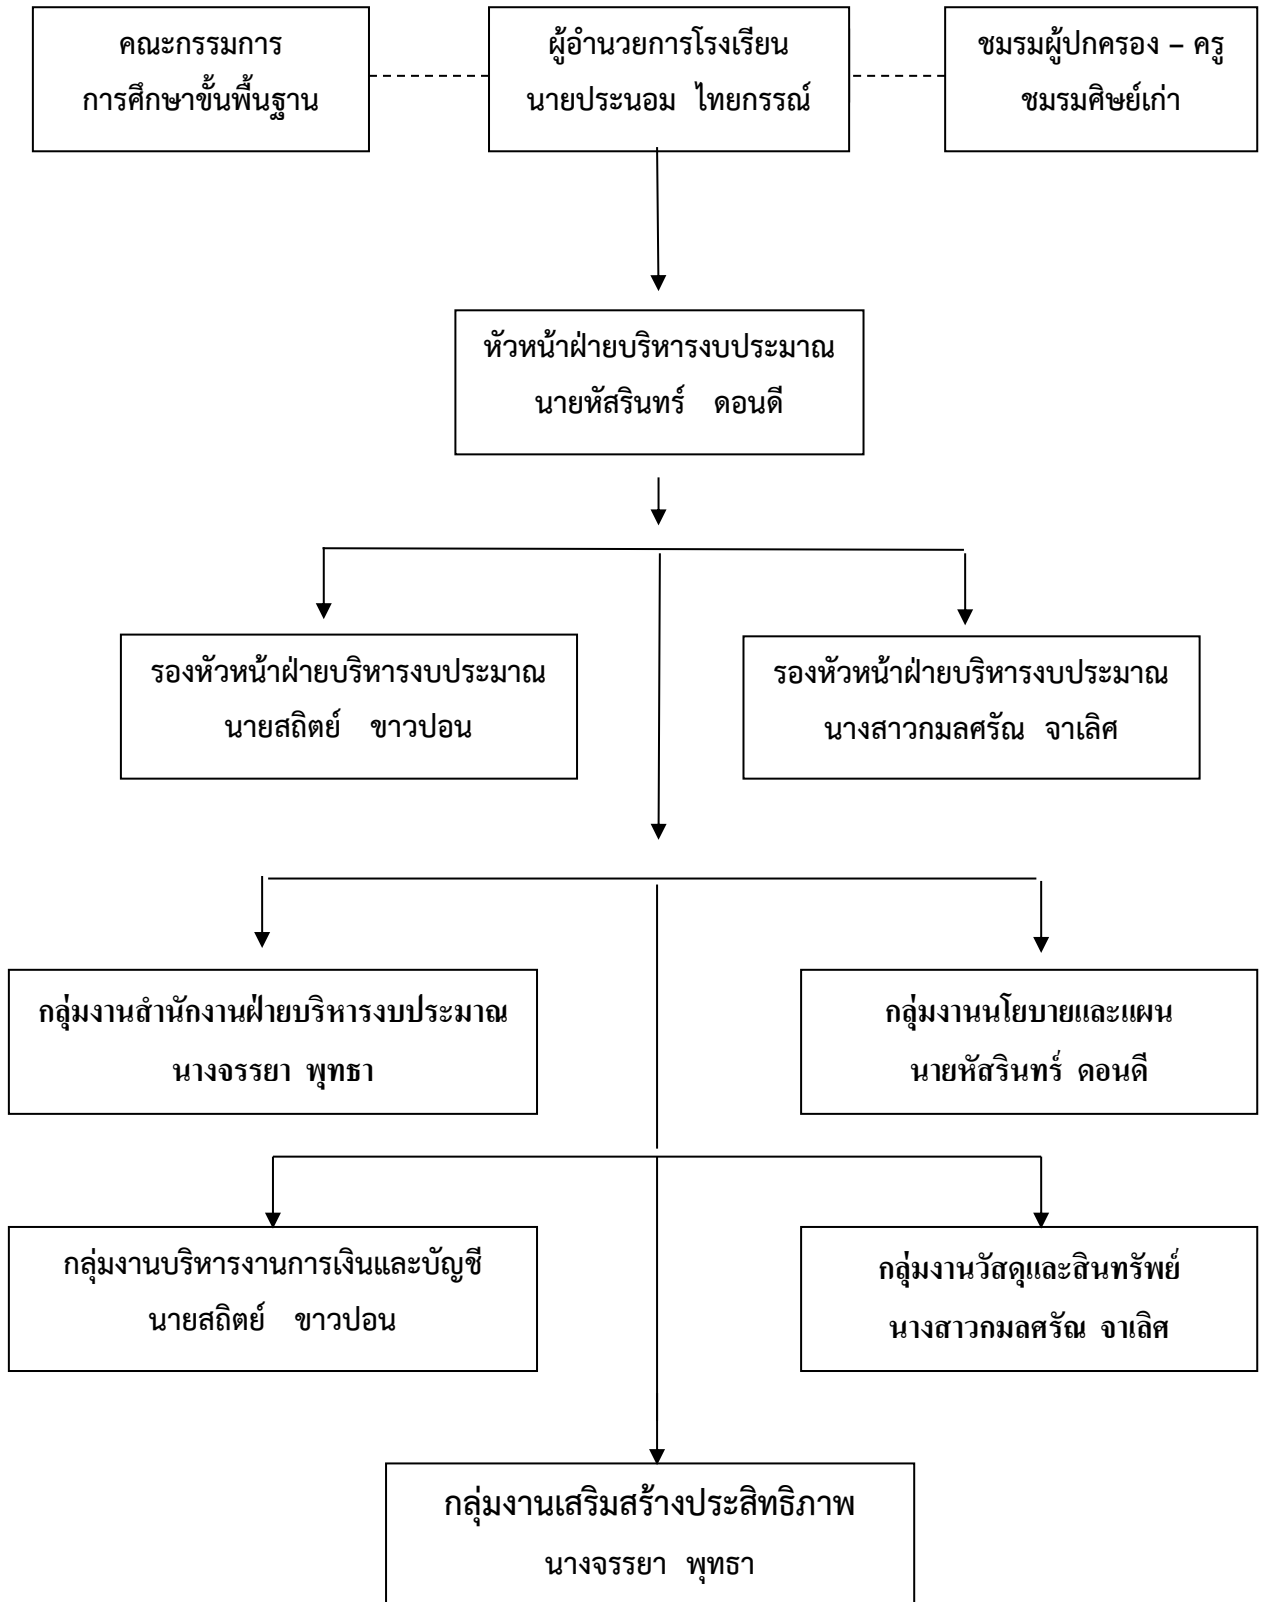 คณะกรรมการ
การศึกษาขั้นพื้นฐาน
ผู้อำนวยการโรงเรียน
นายประนอม ไทยกรรณ์
ชมรมผู้ปกครอง – ครู
ชมรมศิษย์เก่า
หัวหน้าฝ่ายบริหารงบประมาณ
นายหัสรินทร์ ดอนดี
รองหัวหน้าฝ่ายบริหารงบประมาณ
นายสถิตย์ ขาวปอน
รองหัวหน้าฝ่ายบริหารงบประมาณ
นางสาวกมลศรัณ จาเลิศ
กลุ่มงานสำนักงานฝ่ายบริหารงบประมาณ
นางจรรยา พุทธา
กลุ่มงานนโยบายและแผน
นายหัสรินทร์ ดอนดี
กลุ่มงานบริหารงานการเงินและบัญชี
นายสถิตย์ ขาวปอน
กลุ่มงานวัสดุและสินทรัพย์
นางสาวกมลศรัณ จาเลิศ
กลุ่มงานเสริมสร้างประสิทธิภาพ
นางจรรยา พุทธา